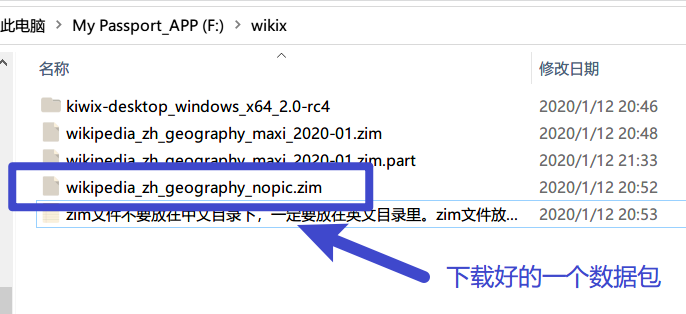 此电脑 > My Passport_APP (F:) > wikix
名称 修改日期
kiwix-desktop_windows_x64_2.0-rc4 2020/1/12 20:46
wikipedia_zh_geography_maxi_2020-01.zim 2020/1/12 20:48
wikipedia_zh_geography_maxi_2020-01.zim.part 2020/1/12 21:33
wikipedia_zh_geography_nopic.zim 2020/1/12 20:52
zim文件不要放在中文目录下，一定要放在英文目录里。zim文件放... 2020/1/12 20:53
下载好的一个数据包